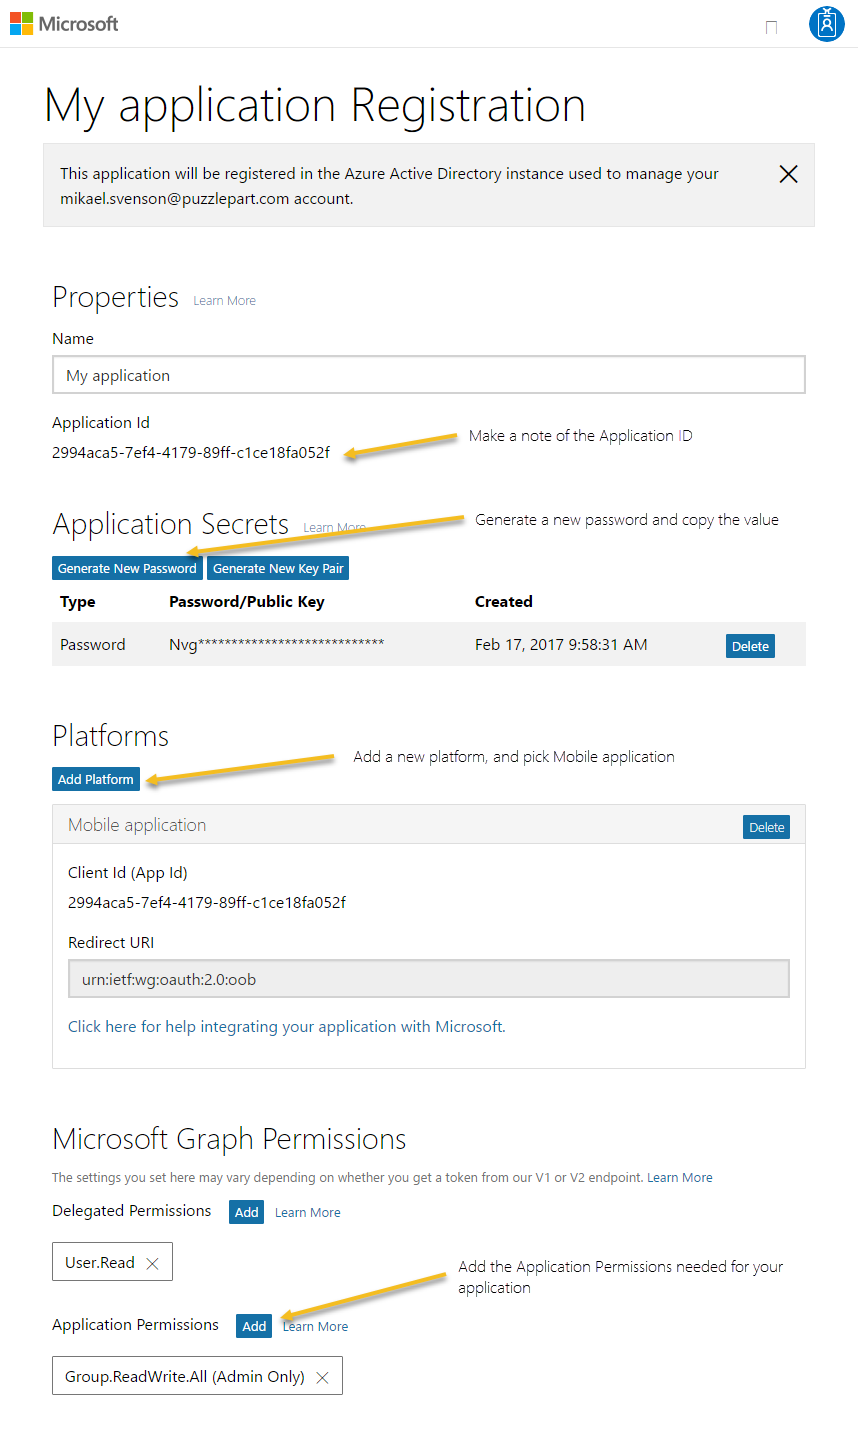 Microsoft
My application Registration
This application will be registered in the Azure Active Directory instance used to manage your
mikael.svenson@puzzlepart.com account.
Properties Learn More
Name
My application
Application Id
2994aca5-7ef4-4179-89ff-c1ce18fa052f
Make a note of the Application ID
Application Secrets Learn More
Generate a new password and copy the value
Generate New Password Generate New Key Pair
Type Password/Public Key Created
Password Nvg**************************** Feb 17, 2017 9:58:31 AM Delete
Platforms
Add a new platform, and pick Mobile application
Add Platform
Mobile application Delete
Client Id (App Id)
2994aca5-7ef4-4179-89ff-c1ce18fa052f
Redirect URI
urn:ietf:wg:oauth:2.0:oob
Click here for help integrating your application with Microsoft.
Microsoft Graph Permissions
The settings you set here may vary depending on whether you get a token from our V1 or V2 endpoint. Learn More
Delegated Permissions Add Learn More
User.Read
Add the Application Permissions needed for your
application
Application Permissions Add Learn More
Group.ReadWrite.All (Admin Only)